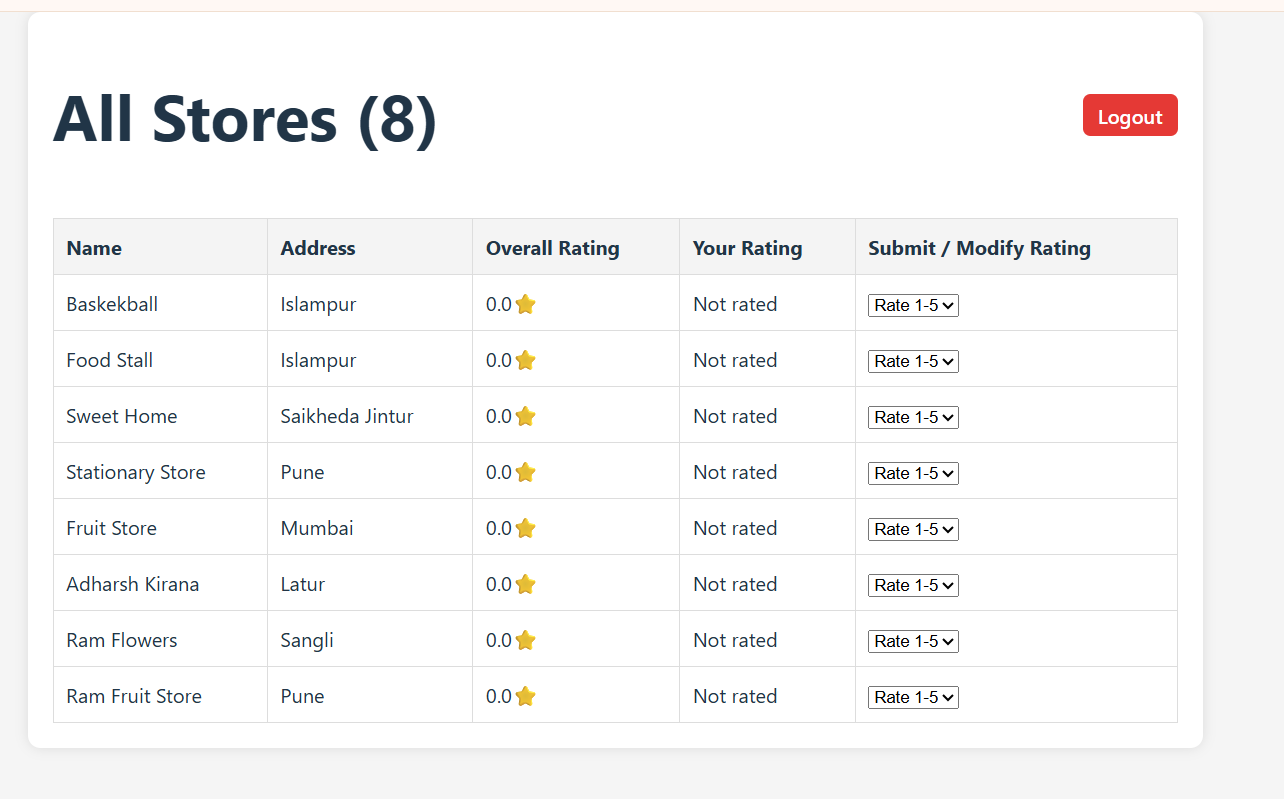 All Stores (8)
Logout
Name Address Overall Rating Your Rating Submit / Modify Rating
Baskekball Islampur 0.0⭐ Not rated Rate 1-5
Food Stall Islampur 0.0⭐ Not rated Rate 1-5
Sweet Home Saikheda Jintur 0.0⭐ Not rated Rate 1-5
Stationary Store Pune 0.0⭐ Not rated Rate 1-5
Fruit Store Mumbai 0.0⭐ Not rated Rate 1-5
Adharsh Kirana Latur 0.0⭐ Not rated Rate 1-5
Ram Flowers Sangli 0.0⭐ Not rated Rate 1-5
Ram Fruit Store Pune 0.0⭐ Not rated Rate 1-5